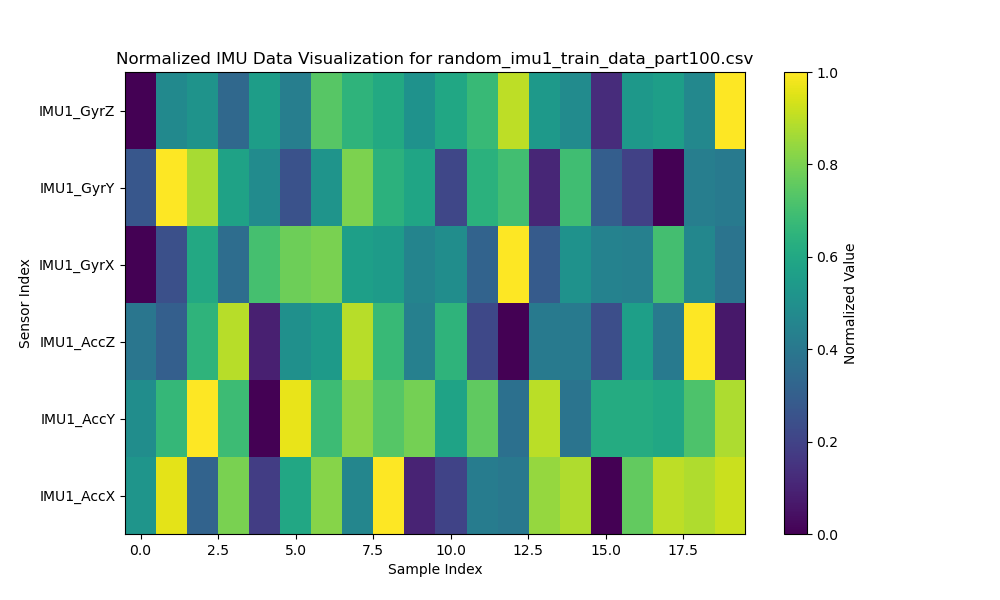 Normalized IMU Data Visualization for random_imu1_train_data_part100.csv
IMU1_GyrZ
IMU1_GyrY
IMU1_GyrX
IMU1_AccZ
IMU1_AccY
IMU1_AccX
Sensor Index
0.0 2.5 5.0 7.5 10.0 12.5 15.0 17.5
Sample Index
1.0
0.8
0.6
0.4
0.2
0.0
Normalized Value